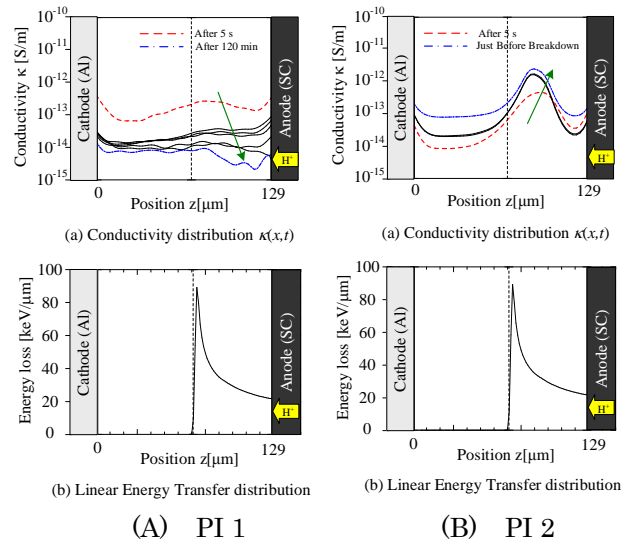 10⁻¹⁰
10⁻¹¹
10⁻¹²
10⁻¹³
10⁻¹⁴
10⁻¹⁵
Conductivity κ [S/m]
Cathode (Al)
After 5 s
After 120 min
Anode (SC)
H⁺
0
129
Position z[μm]
(a) Conductivity distribution κ(x,t)
10⁻¹⁰
10⁻¹¹
10⁻¹²
10⁻¹³
10⁻¹⁴
10⁻¹⁵
Conductivity κ [S/m]
Cathode (Al)
After 5 s
Just Before Breakdown
Anode (SC)
H⁺
0
129
Position z[μm]
(a) Conductivity distribution κ(x,t)
100
80
60
40
20
0
Energy loss [keV/μm]
Cathode (Al)
Anode (SC)
H⁺
0
129
Position z[μm]
(b) Linear Energy Transfer distribution
100
80
60
40
20
0
Energy loss [keV/μm]
Cathode (Al)
Anode (SC)
H⁺
0
129
Position z[μm]
(b) Linear Energy Transfer distribution
(A) PI 1
(B) PI 2